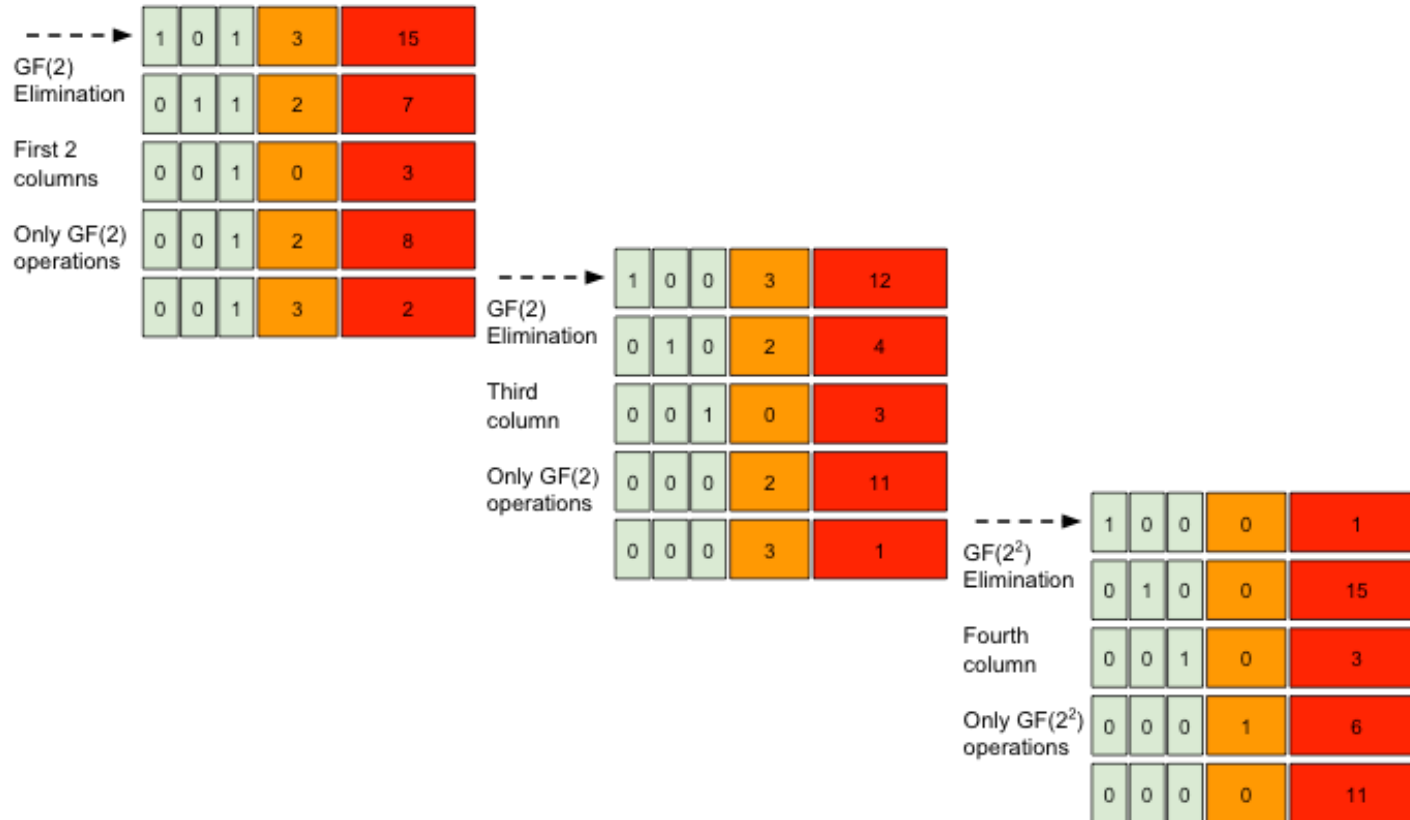 GF(2)
Elimination
First 2
columns
Only GF(2)
operations
1 0 1 3 15
0 1 1 2 7
0 0 1 0 3
0 0 1 2 8
0 0 1 3 2
GF(2)
Elimination
Third
column
Only GF(2)
operations
1 0 0 3 12
0 1 0 2 4
0 0 1 0 3
0 0 0 2 11
0 0 0 3 1
GF(2²)
Elimination
Fourth
column
Only GF(2²)
operations
1 0 0 0 1
0 1 0 0 15
0 0 1 0 3
0 0 0 1 6
0 0 0 0 11